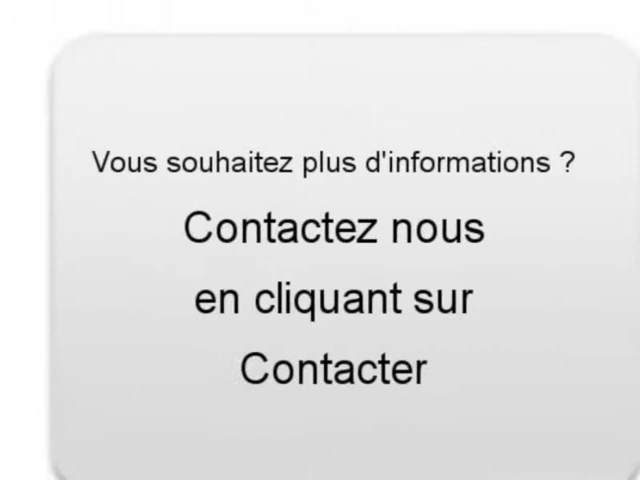 Vous souhaitez plus d'informations ?
Contactez nous
en cliquant sur
Contacter